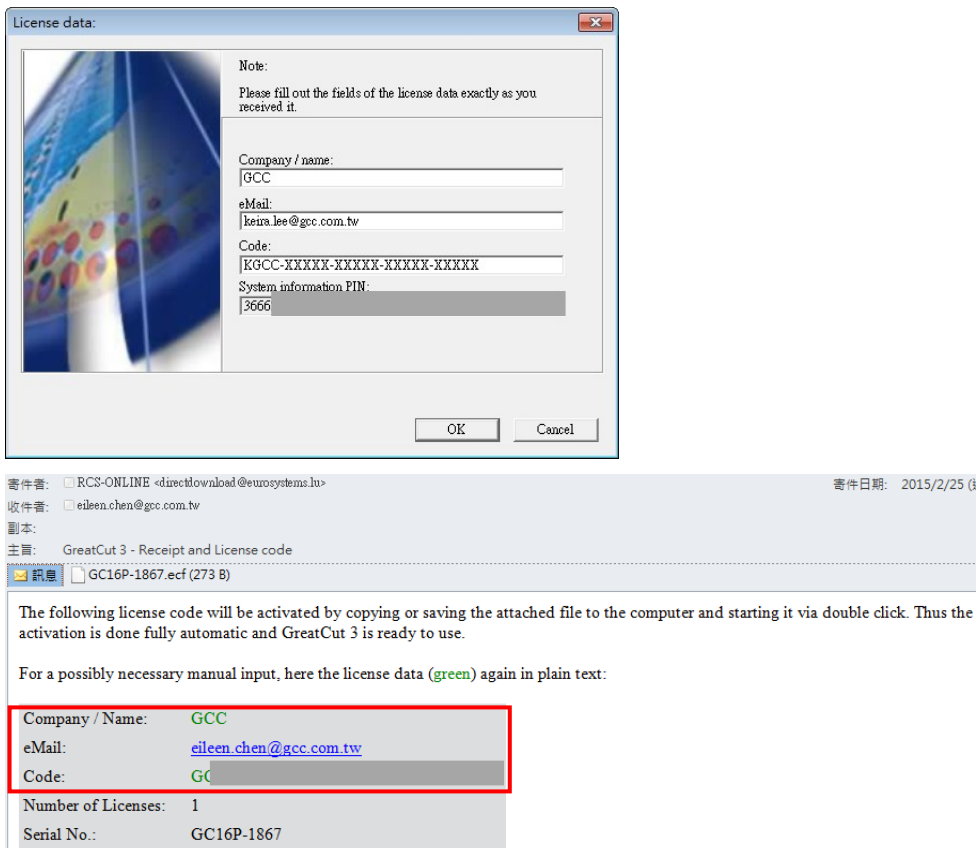 License data:
Note:
Please fill out the fields of the license data exactly as you
received it.
Company / name:
GCC
eMail:
keira.lee@gcc.com.tw
Code:
KGCC-XXXXX-XXXXX-XXXXX-XXXXX
System information PIN:
3666
OK Cancel
寄件者: RCS-ONLINE <directdownload@eurosystems.lu> 寄件日期: 2015/2/25
收件者: eileen.chen@gcc.com.tw
副本:
主旨: GreatCut 3 - Receipt and License code
訊息 GC16P-1867.ecf (273 B)
The following license code will be activated by copying or saving the attached file to the computer and starting it via double click. Thus the
activation is done fully automatic and GreatCut 3 is ready to use.
For a possibly necessary manual input, here the license data (green) again in plain text:
Company / Name: GCC
eMail: eileen.chen@gcc.com.tw
Code:
Number of Licenses: 1
Serial No.: GC16P-1867